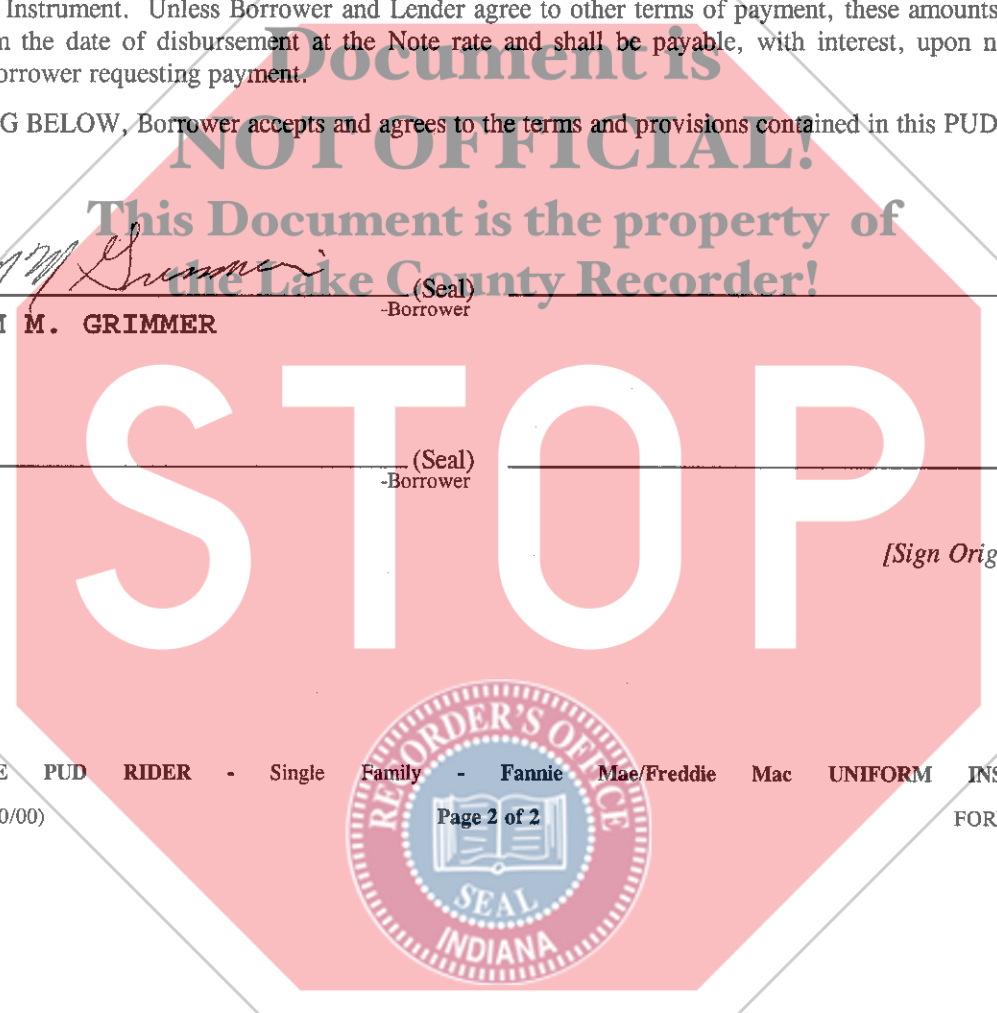 Instrument. Unless Borrower and Lender agree to other terms of payment, these amounts
the date of disbursement at the Note rate and shall be payable, with interest, upon
orrower requesting payment.
G BELOW, Borrower accepts and agrees to the terms and provisions contained in this PUD
Document is
NOT OFFICIAL!
This Document is the property of
the Lake County Recorder!
M Grimmer
(Seal)
-Borrower
M. GRIMMER
STOP
(Seal)
-Borrower
[Sign Orig
E PUD RIDER - Single Family - Fannie Mae/Freddie Mac UNIFORM INS
0/00) Page 2 of 2 FOR
RECORDER'S OFFICE
SEAL
INDIANA